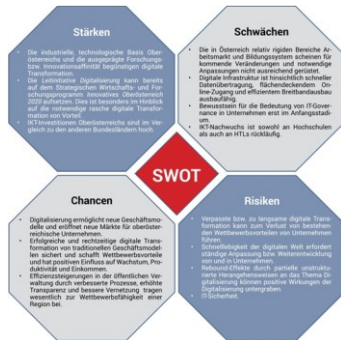 Stärken
• Die industrielle, technologische Basis Ober-
österreichs und die ausgeprägte Forschungs-
bzw. Innovationsaffinität begünstigen digitale
Transformation.
• Die Leitinitiative Digitalisierung kann bereits
auf dem Strategischen Wirtschafts- und For-
schungsprogramm Innovatives Oberösterreich
2020 aufsetzen. Dies ist besonders im Hinblick
auf die notwendige rasche digitale Transforma-
tion von Vorteil.
• IKT-Investitionen Oberösterreichs sind im Ver-
gleich zu den anderen Bundesländern hoch.
Schwächen
• Die in Österreich relativ rigiden Bereiche Ar-
beitsmarkt und Bildungssystem scheinen für
kommende Veränderungen und notwendige
Anpassungen nicht ausreichend gerüstet.
• Digitale Infrastruktur ist hinsichtlich schneller
Datenübertragung, flächendeckendem On-
line-Zugang und effizientem Breitbandausbau
ausbaufähig.
• Bewusstsein für die Bedeutung von IT-Gover-
nance in Unternehmen erst im Anfangsstadi-
um.
• IKT-Nachwuchs ist sowohl an Hochschulen
als auch an HTLs rückläufig.
SWOT
Chancen
• Digitalisierung ermöglicht neue Geschäftsmo-
delle und eröffnet neue Märkte für oberöster-
reichische Unternehmen.
• Erfolgreiche und rechtzeitige digitale Trans-
formation von traditionellen Geschäftsmodel-
len sichert und schafft Wettbewerbsvorteile
und hat positiven Einfluss auf Wachstum, Pro-
duktivität und Einkommen.
• Effizienzsteigerungen in der öffentlichen Ver-
waltung durch verbesserte Prozesse, erhöhte
Transparenz und bessere Vernetzung tragen
wesentlich zur Wettbewerbsfähigkeit einer
Region bei.
Risiken
• Verpasste bzw. zu langsame digitale Trans-
formation kann zum Verlust von bestehen-
den Wettbewerbsvorteilen von Unternehmen
führen.
• Schnelllebigkeit der digitalen Welt erfordert
ständige Anpassung bzw. Weiterentwicklung
von und in Unternehmen.
• Rebound-Effekte durch partielle unstruktu-
rierte Herangehensweisen an das Thema Di-
gitalisierung können positive Wirkungen der
Digitalisierung untergraben.
• IT-Sicherheit.